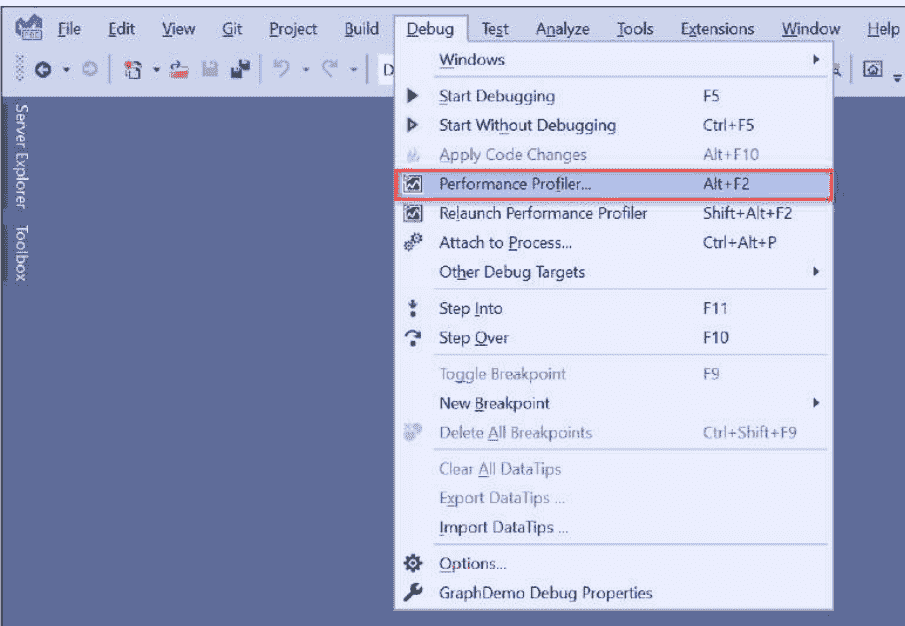 File Edit View Git Project Build Debug Test Analyze Tools Extensions Window Help
D
Server Explorer
Toolbox
Windows
Start Debugging F5
Start Without Debugging Ctrl+F5
Apply Code Changes Alt+F10
Performance Profiler... Alt+F2
Relaunch Performance Profiler Shift+Alt+F2
Attach to Process... Ctrl+Alt+P
Other Debug Targets
Step Into F11
Step Over F10
Toggle Breakpoint F9
New Breakpoint
Delete All Breakpoints Ctrl+Shift+F9
Clear All DataTips
Export DataTips ...
Import DataTips ...
Options...
GraphDemo Debug Properties